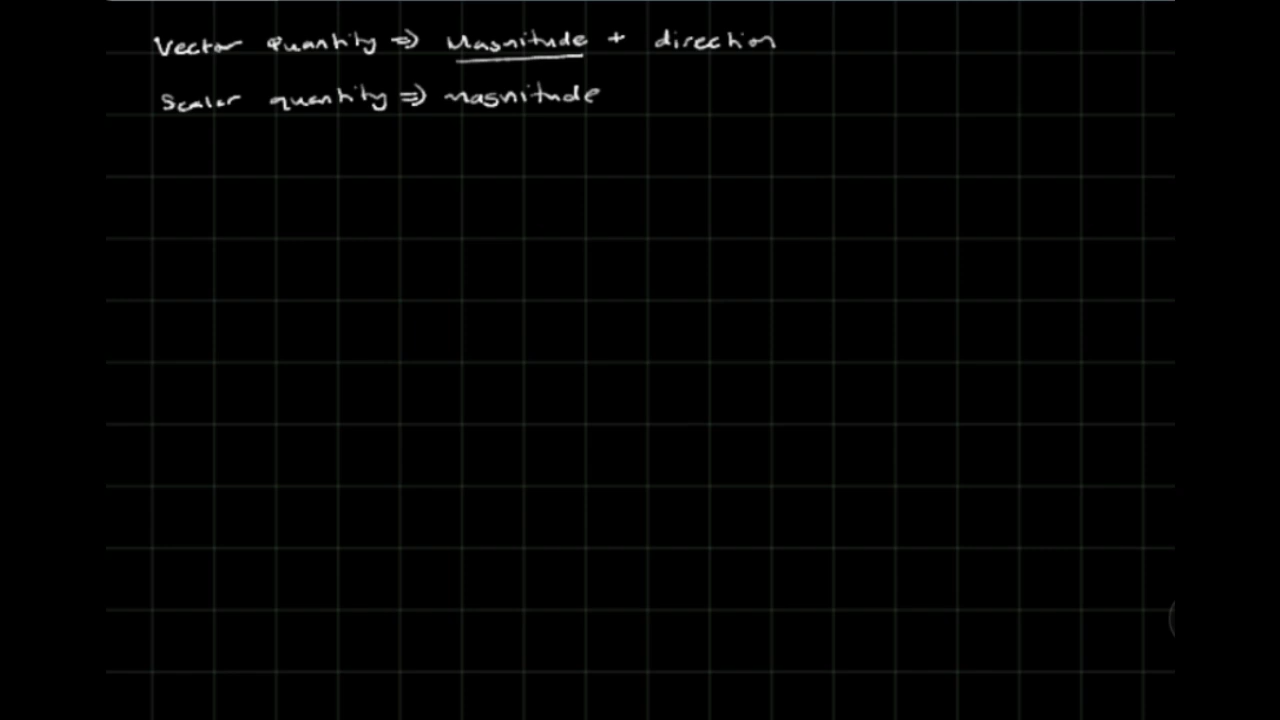 Vector Quantity ⇒ Magnitude + direction
Scalar quantity ⇒ magnitude